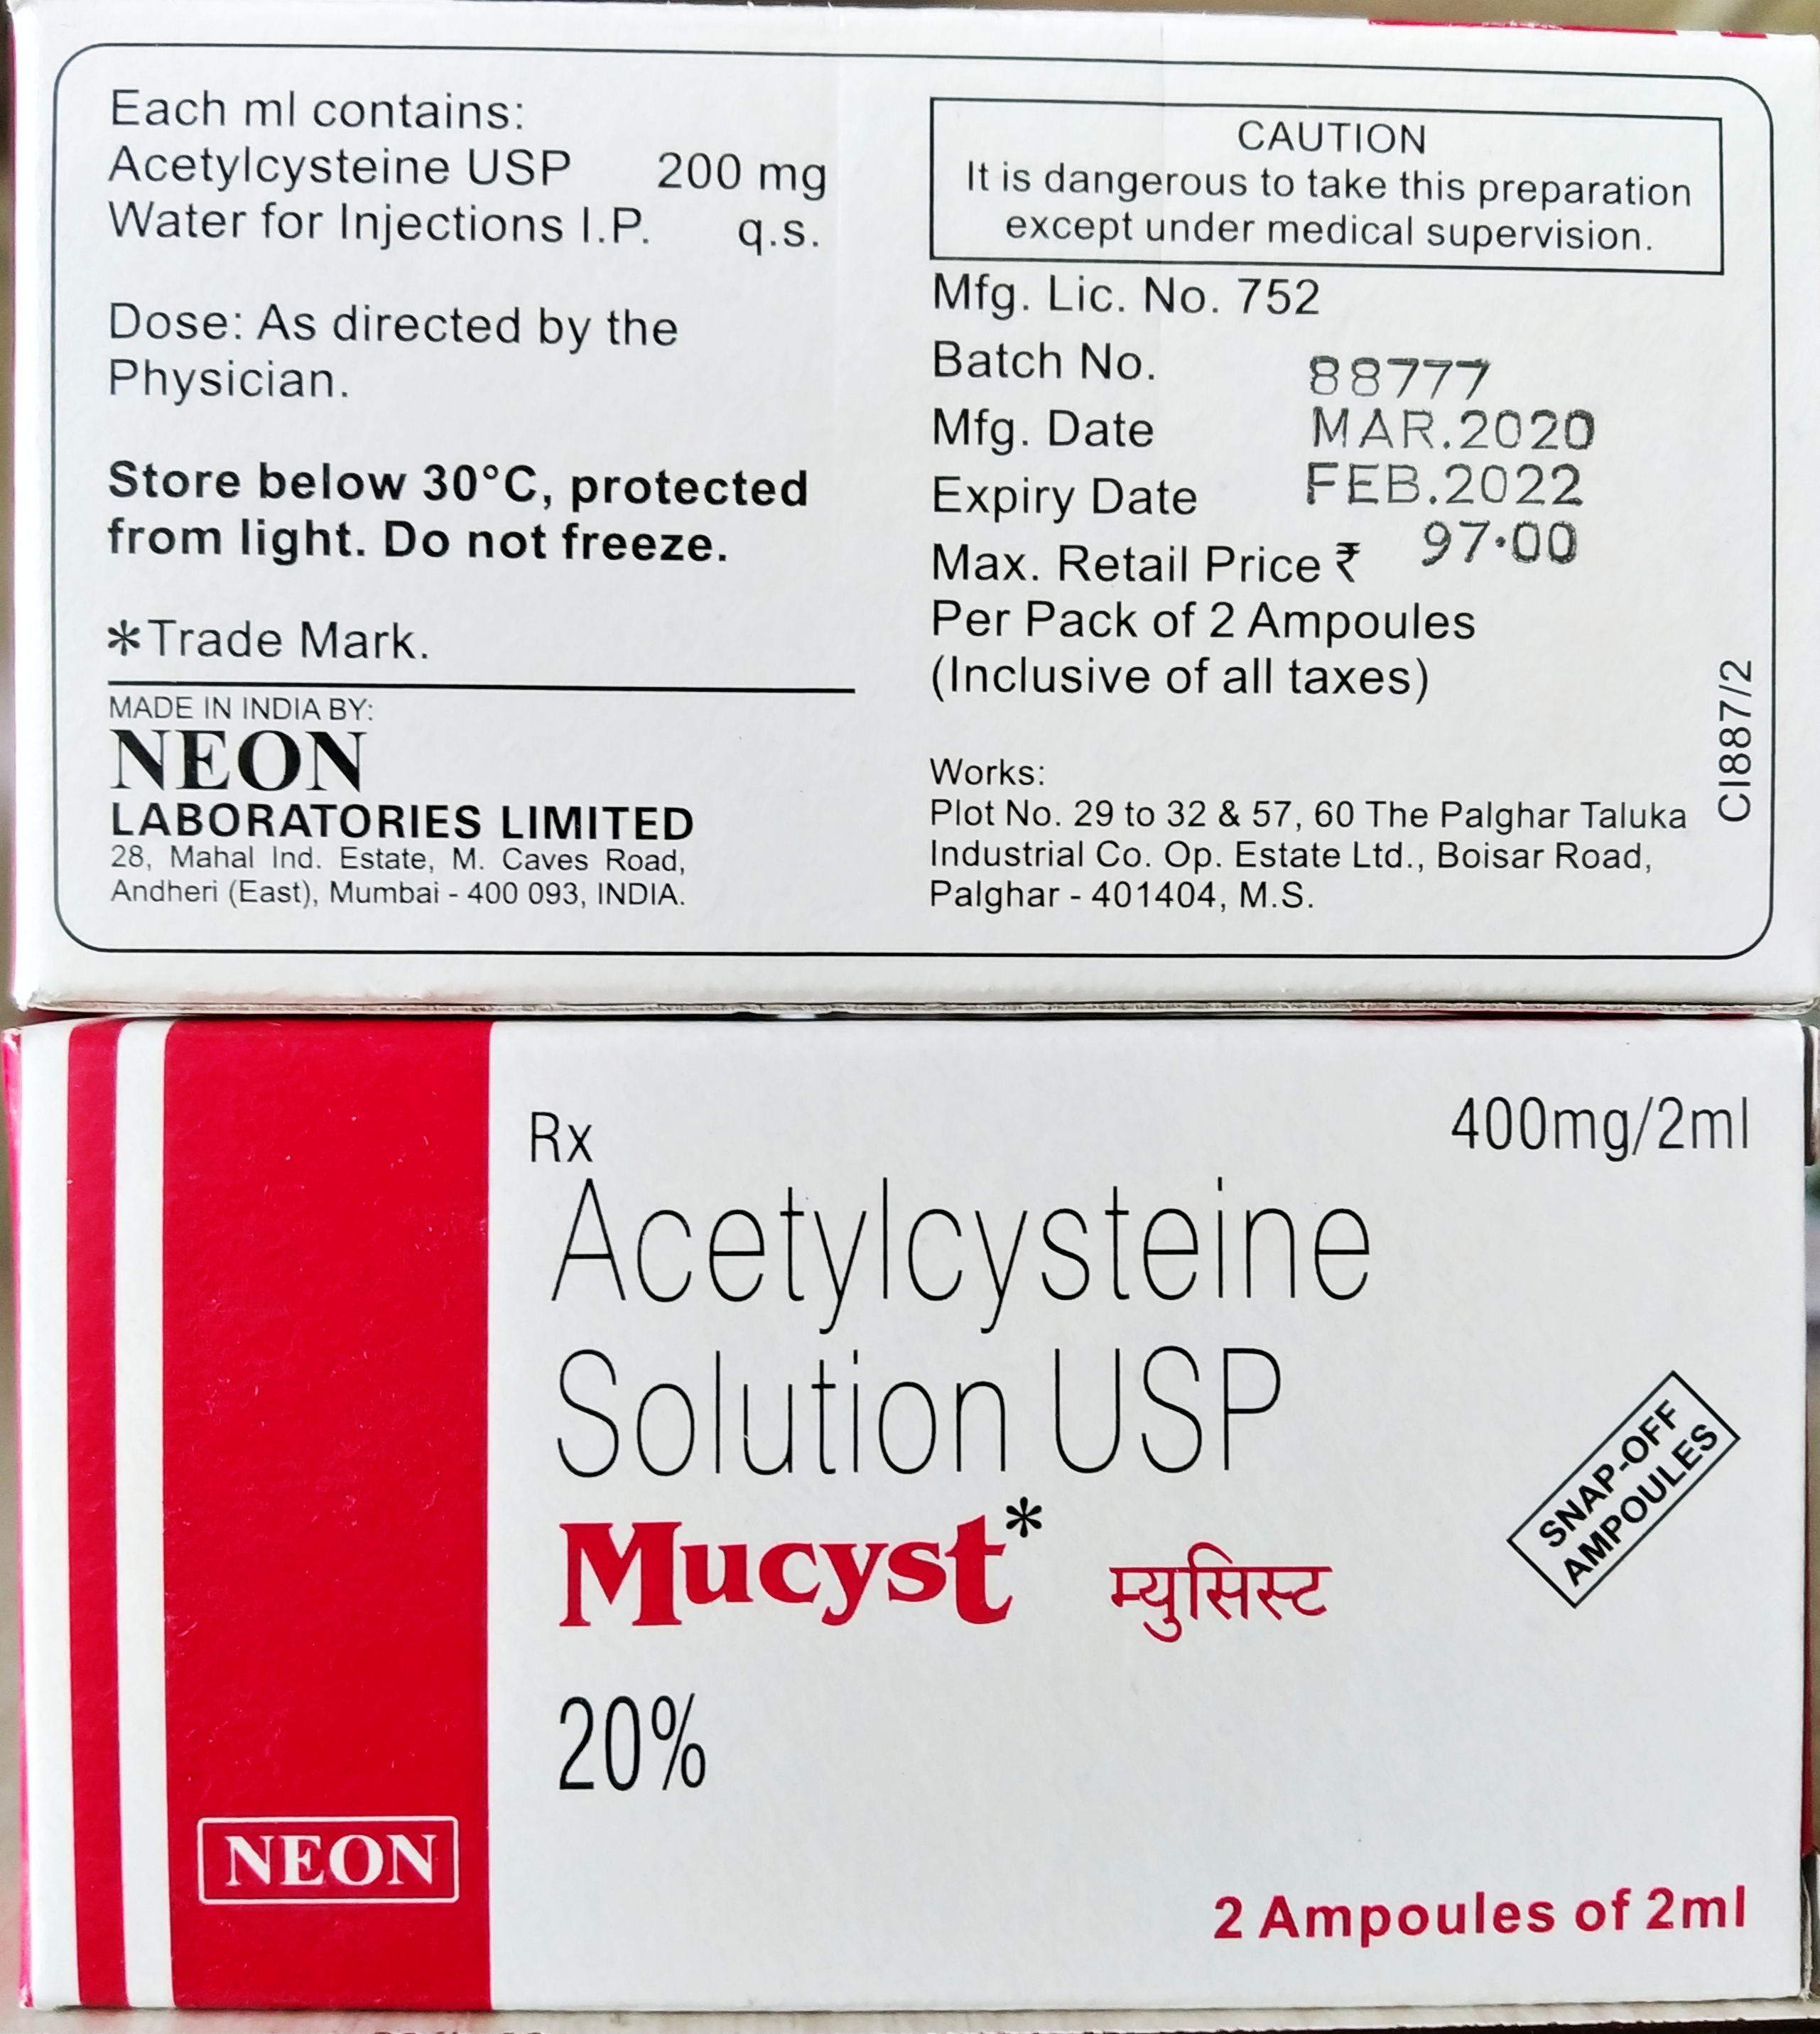 Each ml contains:
Acetylcysteine USP 200 mg
Water for Injections I.P. q.s.
Dose: As directed by the
Physician.
Store below 30°C, protected
from light. Do not freeze.
*Trade Mark.
MADE IN INDIA BY:
NEON
LABORATORIES LIMITED
28, Mahal Ind. Estate, M. Caves Road,
Andheri (East), Mumbai - 400 093, INDIA.
CAUTION
It is dangerous to take this preparation
except under medical supervision.
Mfg. Lic. No. 752
Batch No. 88777
Mfg. Date MAR.2020
Expiry Date FEB.2022
Max. Retail Price ₹ 97·00
Per Pack of 2 Ampoules
(Inclusive of all taxes)
Works:
Plot No. 29 to 32 & 57, 60 The Palghar Taluka
Industrial Co. Op. Estate Ltd., Boisar Road,
Palghar - 401404, M.S.
CI887/2
Rx 400mg/2ml
Acetylcysteine
Solution USP
Mucyst* म्युसिस्ट
20%
SNAP-OFF
AMPOULES
NEON
2 Ampoules of 2ml